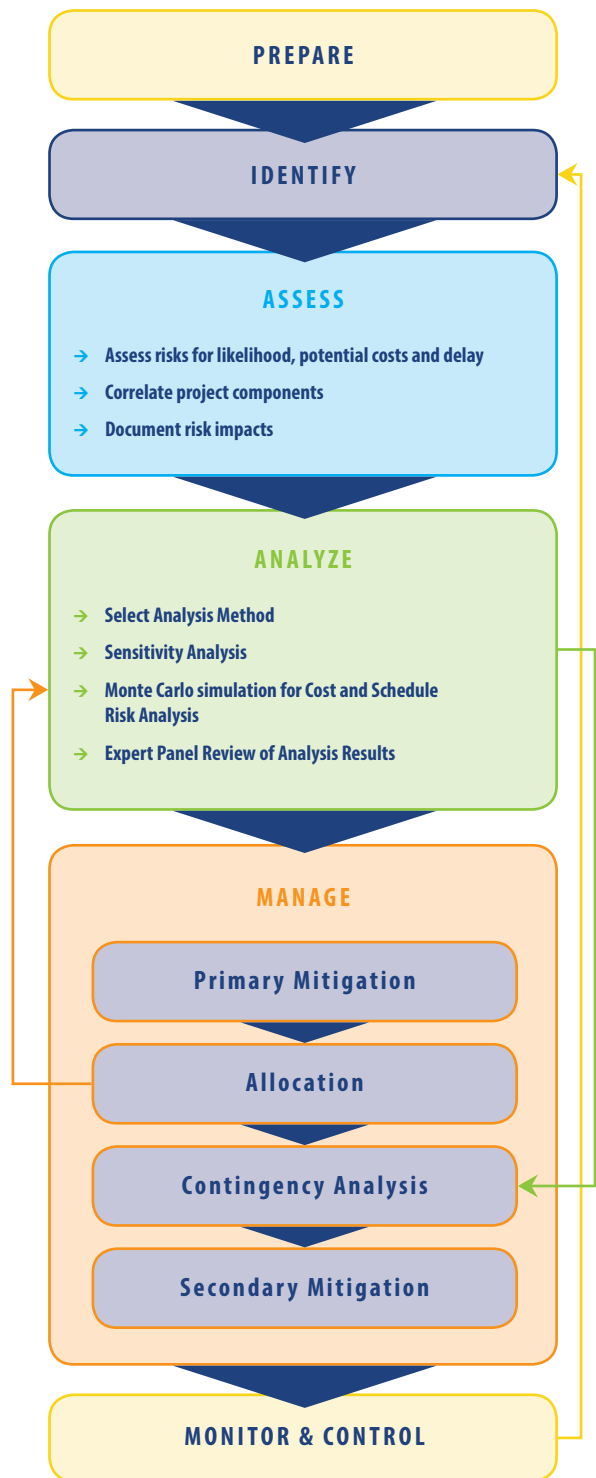 PREPARE
IDENTIFY
ASSESS
→ Assess risks for likelihood, potential costs and delay
→ Correlate project components
→ Document risk impacts
ANALYZE
→ Select Analysis Method
→ Sensitivity Analysis
→ Monte Carlo simulation for Cost and Schedule
Risk Analysis
→ Expert Panel Review of Analysis Results
MANAGE
Primary Mitigation
Allocation
Contingency Analysis
Secondary Mitigation
MONITOR & CONTROL